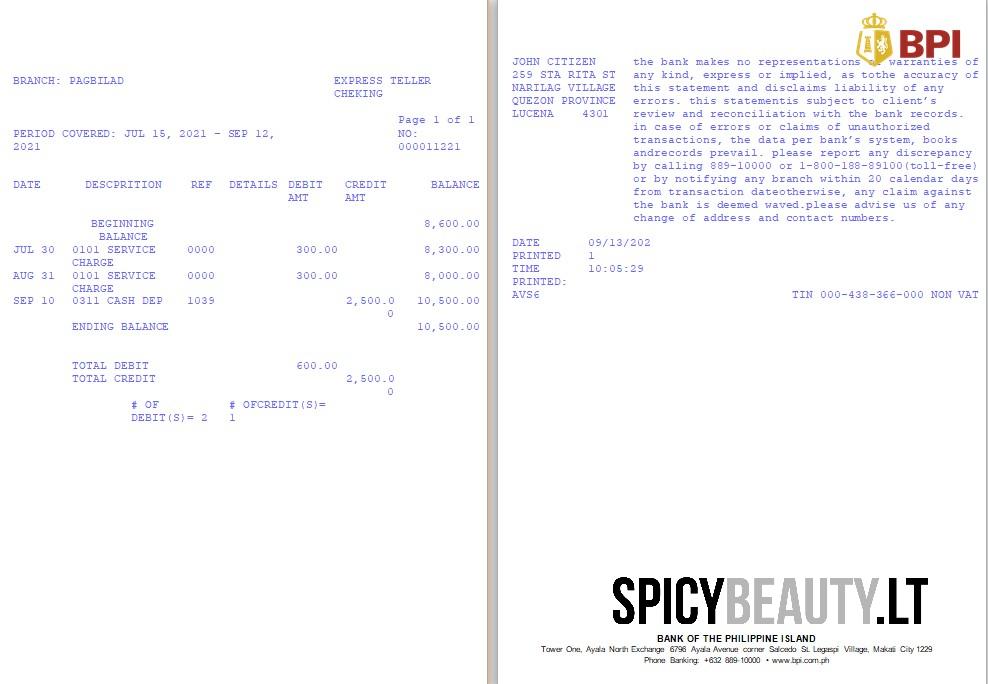 BRANCH: PAGBILAD
EXPRESS TELLER
CHEKING
Page 1 of 1
PERIOD COVERED: JUL 15, 2021 – SEP 12,
2021
NO:
000011221
DATE DESCPRITION REF DETAILS DEBIT AMT CREDIT AMT BALANCE
BEGINNING BALANCE 8,600.00
JUL 30 0101 SERVICE CHARGE 0000 300.00 8,300.00
AUG 31 0101 SERVICE CHARGE 0000 300.00 8,000.00
SEP 10 0311 CASH DEP 1039 2,500.00 10,500.00
ENDING BALANCE 10,500.00
TOTAL DEBIT 600.00
TOTAL CREDIT 2,500.00
# OF DEBIT(S)= 2 # OFCREDIT(S)= 1
BPI
JOHN CITIZEN
259 STA RITA ST
NARILAG VILLAGE
QUEZON PROVINCE
LUCENA 4301
the bank makes no representations or warranties of
any kind, express or implied, as tothe accuracy of
this statement and disclaims liability of any
errors. this statementis subject to client's
review and reconciliation with the bank records.
in case of errors or claims of unauthorized
transactions, the data per bank's system, books
andrecords prevail. please report any discrepancy
by calling 889-10000 or 1-800-188-89100(toll-free)
or by notifying any branch within 20 calendar days
from transaction dateotherwise, any claim against
the bank is deemed waved.please advise us of any
change of address and contact numbers.
DATE PRINTED 09/13/2021
TIME PRINTED: 10:05:29
AVS6 TIN 000-438-366-000 NON VAT
SPICYBEAUTY.LT
BANK OF THE PHILIPPINE ISLAND
Tower One, Ayala North Exchange 6796 Ayala Avenue corner Salcedo St. Legaspi Village, Makati City 1229
Phone Banking: +632 889-10000 • www.bpi.com.ph